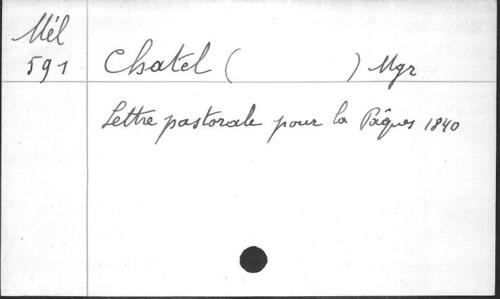 Mél
591
Chatel ( ) Mgr
Lettre pastorale pour la Pâques 1840